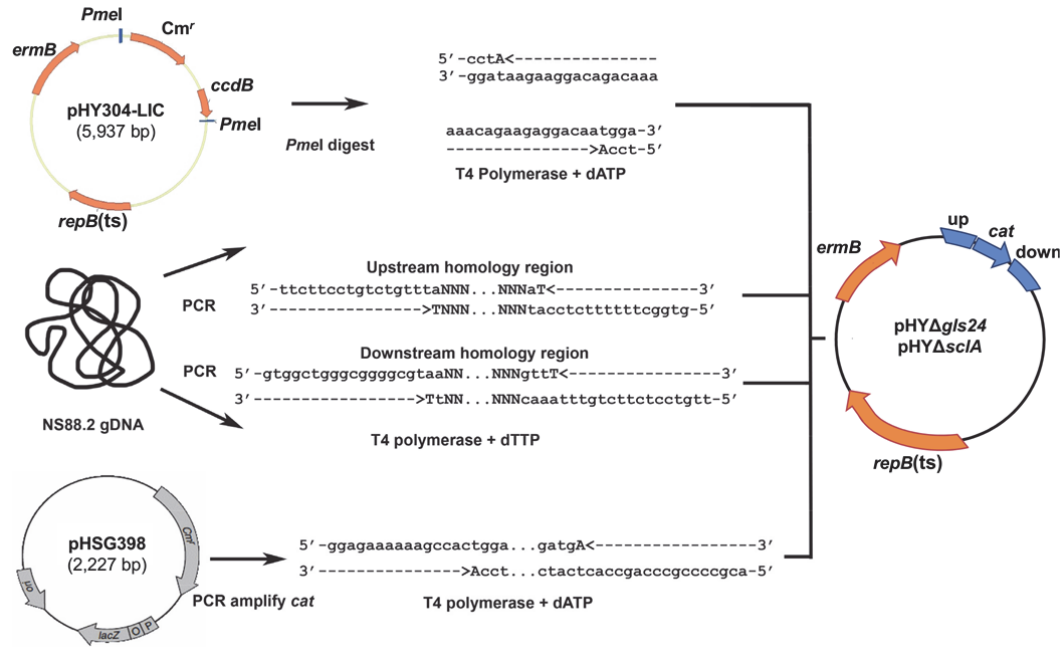 PmeI
Cmʳ
ermB
ccdB
pHY304-LIC
(5,937 bp)
PmeI
repB(ts)
PmeI digest
5’-cctA<----------------
3’-ggataagaaggacagacaaa
aaacagaagaggacaatgga-3’
--------------->Acct-5’
T4 Polymerase + dATP
NS88.2 gDNA
PCR
PCR
Upstream homology region
5’-ttcttcctgtctgtttaNNN...NNNaT<----------------3’
3’----------------->TNNN...NNNtacctcttttttcggtg-5’
Downstream homology region
5’-gtggctgggcggggcgtaaNN...NNNgttT<----------------3’
3’----------------->TtNN...NNNcaaatttgtcttctcctgtt-5’
T4 polymerase + dTTP
pHSG398
(2,227 bp)
Cmʳ
lacZ
O
P
PCR amplify cat
5’-ggagaaaaaagccactgga...gatgA<----------------3’
3’---------------->Acct...ctactcaccgacccgccccgca-5’
T4 polymerase + dATP
up
cat
down
ermB
pHYΔgls24
pHYΔsclA
repB(ts)